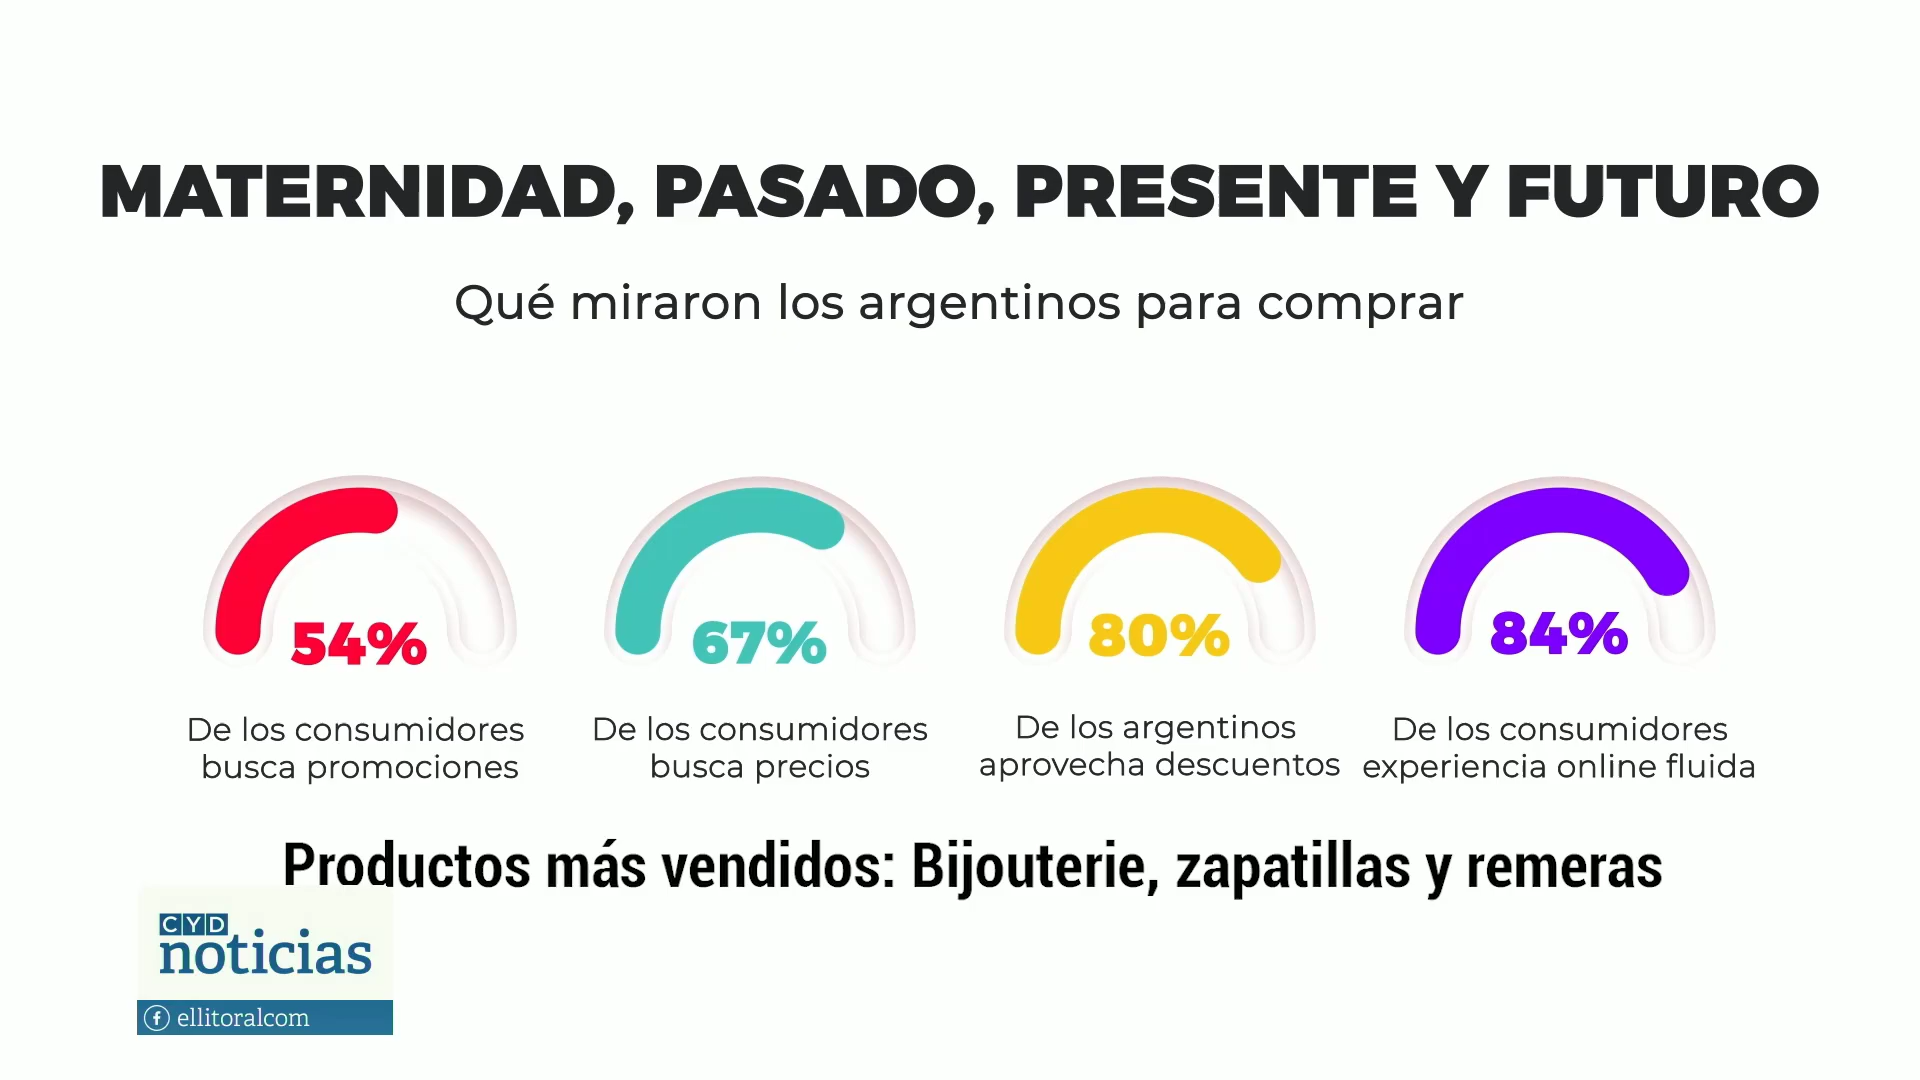 MATERNIDAD, PASADO, PRESENTE Y FUTURO
Qué miraron los argentinos para comprar
54%
De los consumidores
busca promociones
67%
De los consumidores
busca precios
80%
De los argentinos
aprovecha descuentos
84%
De los consumidores
experiencia online fluida
Productos más vendidos: Bijouterie, zapatillas y remeras
CYD
noticias
ellitoralcom